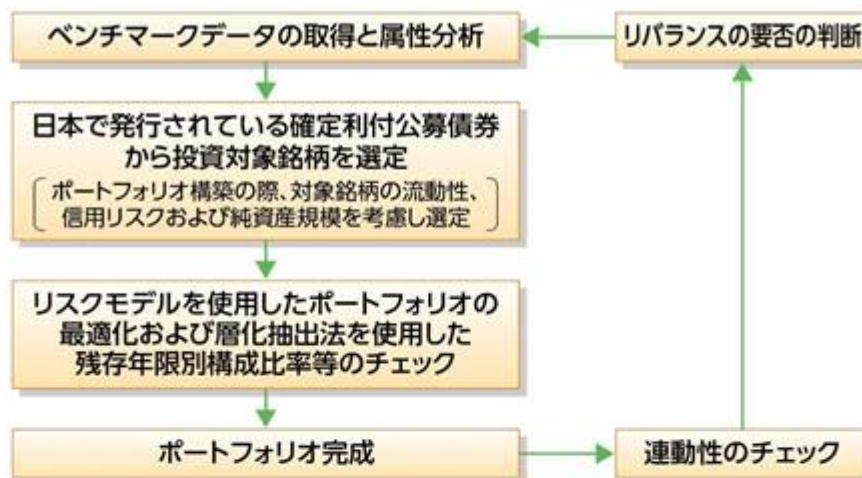 ベンチマークデータの取得と属性分析
リバランスの要否の判断
日本で発行されている確定利付公募債券
から投資対象銘柄を選定
ポートフォリオ構築の際、対象銘柄の流動性、
信用リスクおよび純資産規模を考慮し選定
リスクモデルを使用したポートフォリオの
最適化および層化抽出法を使用した
残存年限別構成比率等のチェック
ポートフォリオ完成
連動性のチェック